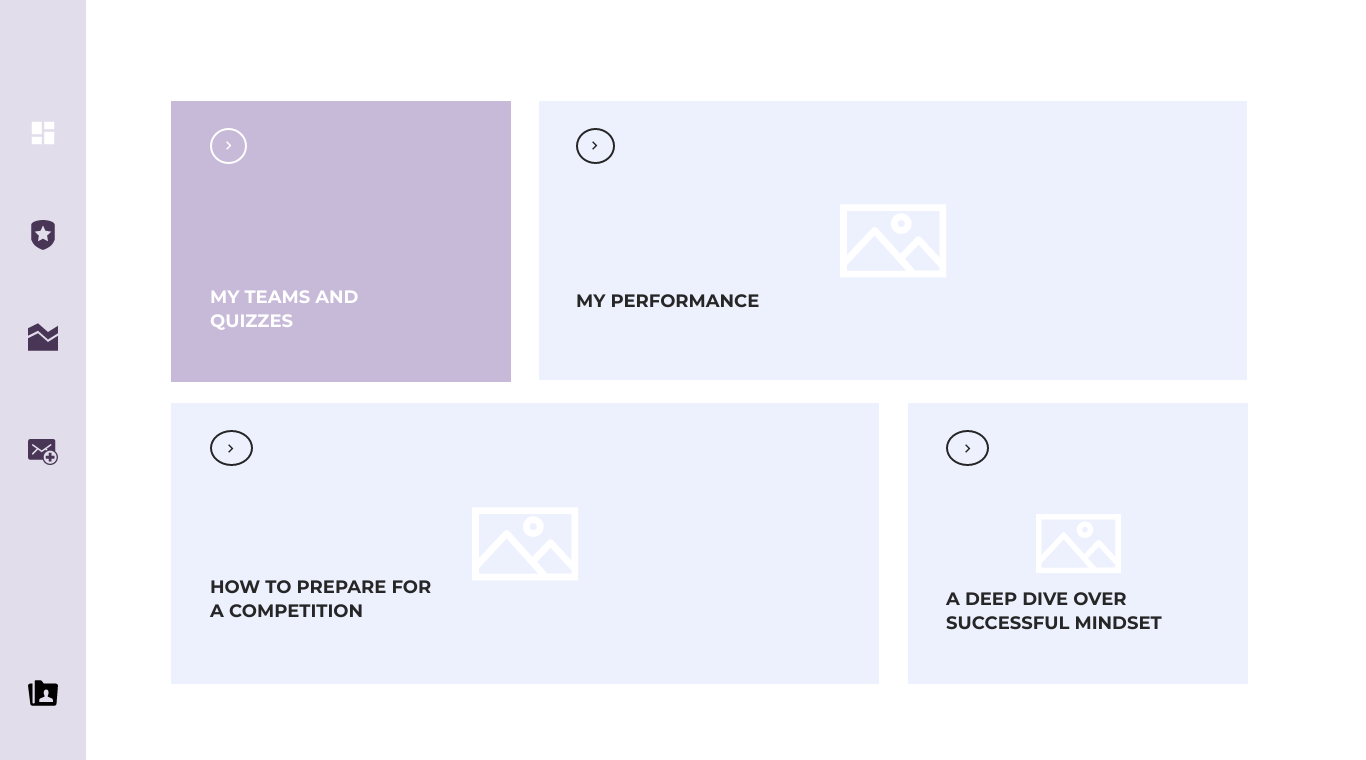 MY TEAMS AND
QUIZZES
MY PERFORMANCE
HOW TO PREPARE FOR
A COMPETITION
A DEEP DIVE OVER
SUCCESSFUL MINDSET